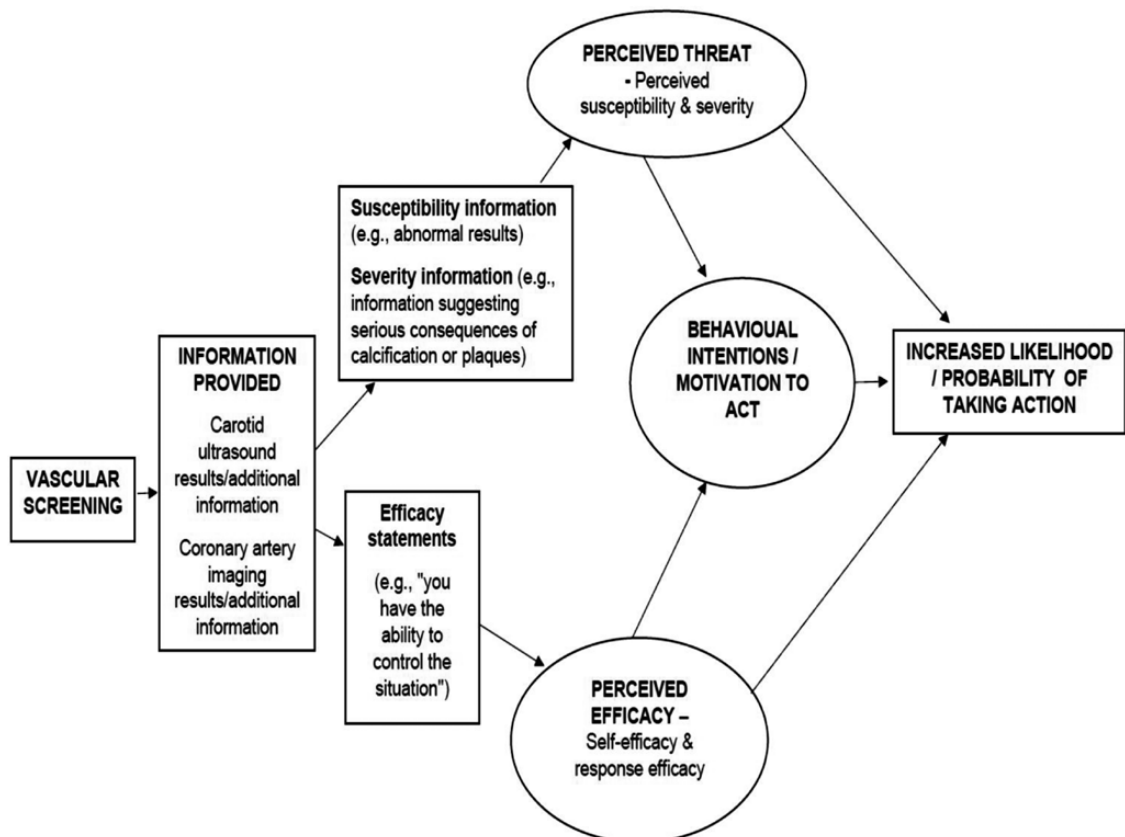 VASCULAR
SCREENING
INFORMATION
PROVIDED
Carotid
ultrasound
results/additional
information
Coronary artery
imaging
results/additional
information
Susceptibility information
(e.g., abnormal results)
Severity information (e.g.,
information suggesting
serious consequences of
calcification or plaques)
Efficacy
statements
(e.g., "you
have the
ability to
control the
situation")
PERCEIVED THREAT
- Perceived
susceptibility & severity
BEHAVIOUAL
INTENTIONS /
MOTIVATION TO
ACT
PERCEIVED
EFFICACY –
Self-efficacy &
response efficacy
INCREASED LIKELIHOOD
/ PROBABILITY OF
TAKING ACTION